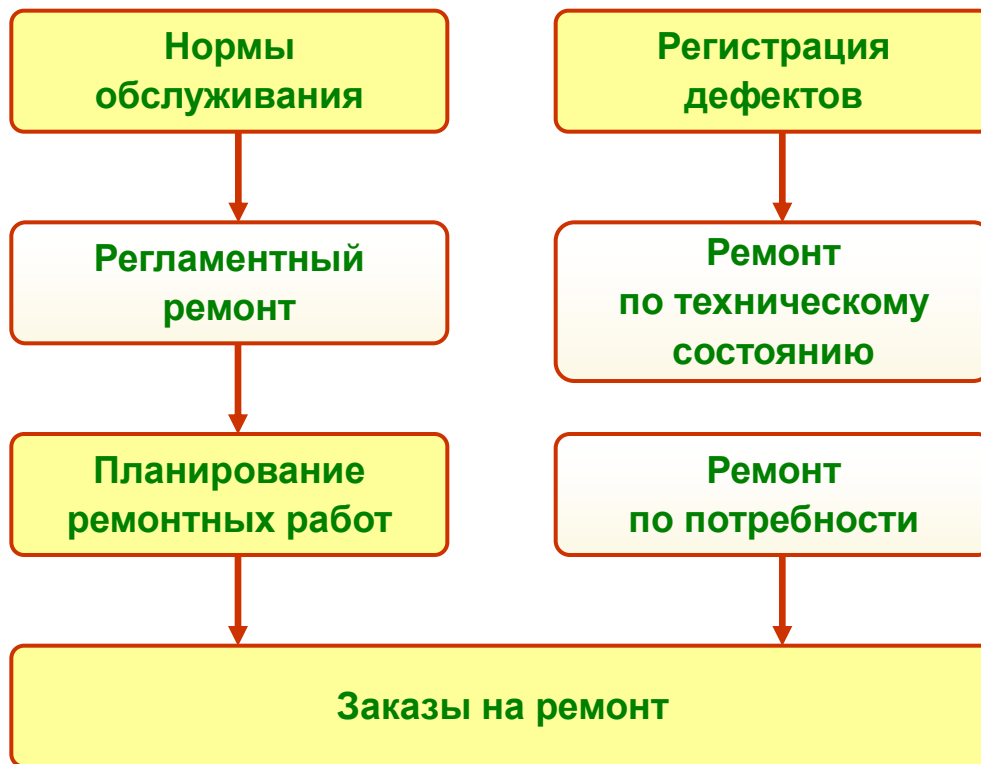 Нормы
обслуживания
Регистрация
дефектов
Регламентный
ремонт
Ремонт
по техническому
состоянию
Планирование
ремонтных работ
Ремонт
по потребности
Заказы на ремонт